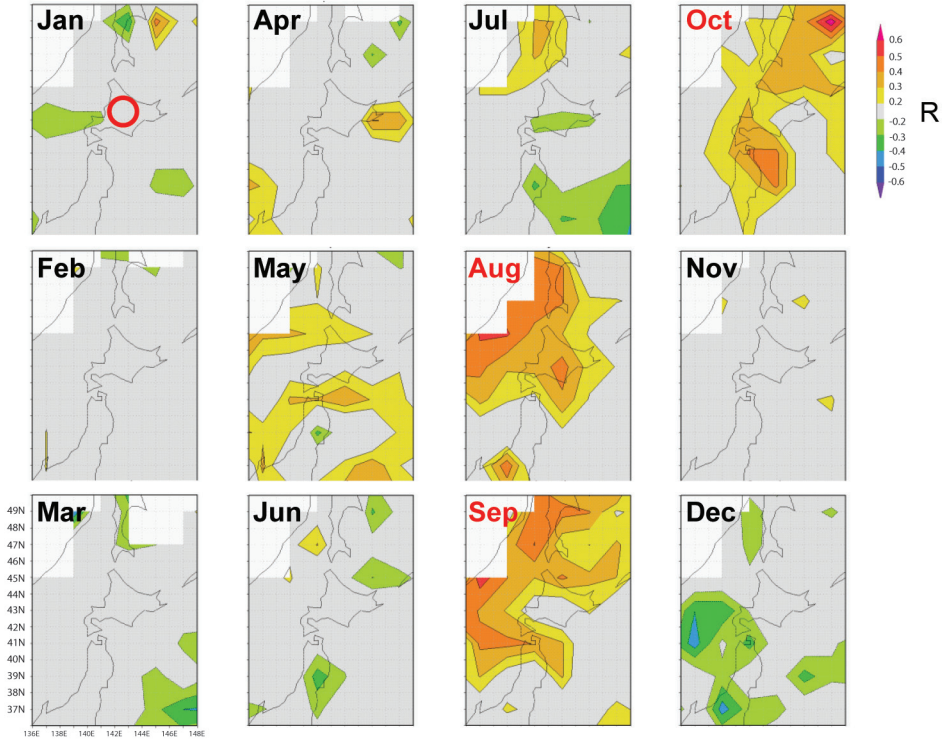 Jan
Apr
Jul
Oct
0.6
0.5
0.4
0.3
0.2
-0.2
-0.3
-0.4
-0.5
-0.6
R
Feb
May
Aug
Nov
Mar
Jun
Sep
Dec
49N
48N
47N
45N
44N
43N
42N
41N
40N
39N
38N
37N
136E 138E 140E 142E 144E 146E 148E